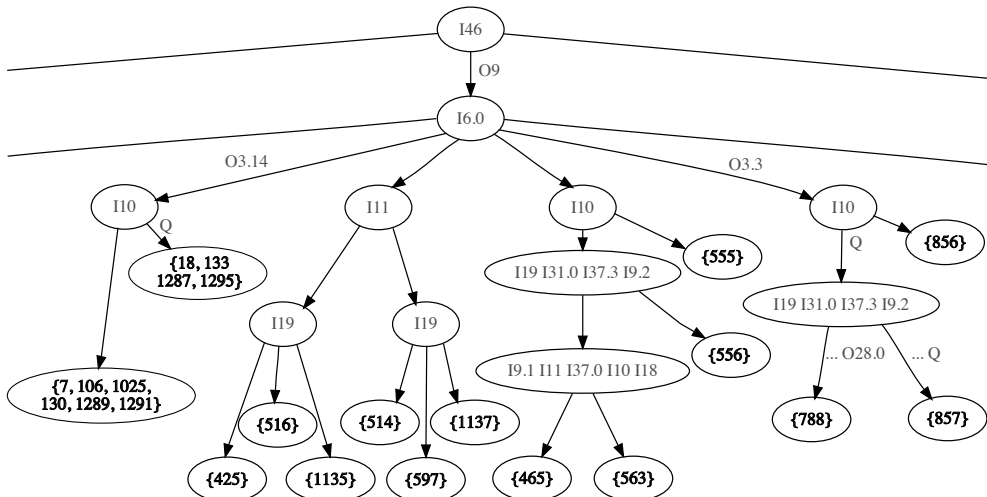 I46
O9
I6.0
O3.14
O3.3
I10
I11
I10
I10
Q
Q
{18, 133
1287, 1295}
I19 I31.0 I37.3 I9.2
{555}
{856}
I19 I31.0 I37.3 I9.2
I19
I19
{556}
... O28.0
... Q
{7, 106, 1025,
130, 1289, 1291}
I9.1 I11 I37.0 I10 I18
{516}
{514}
{1137}
{788}
{857}
{425}
{1135}
{597}
{465}
{563}